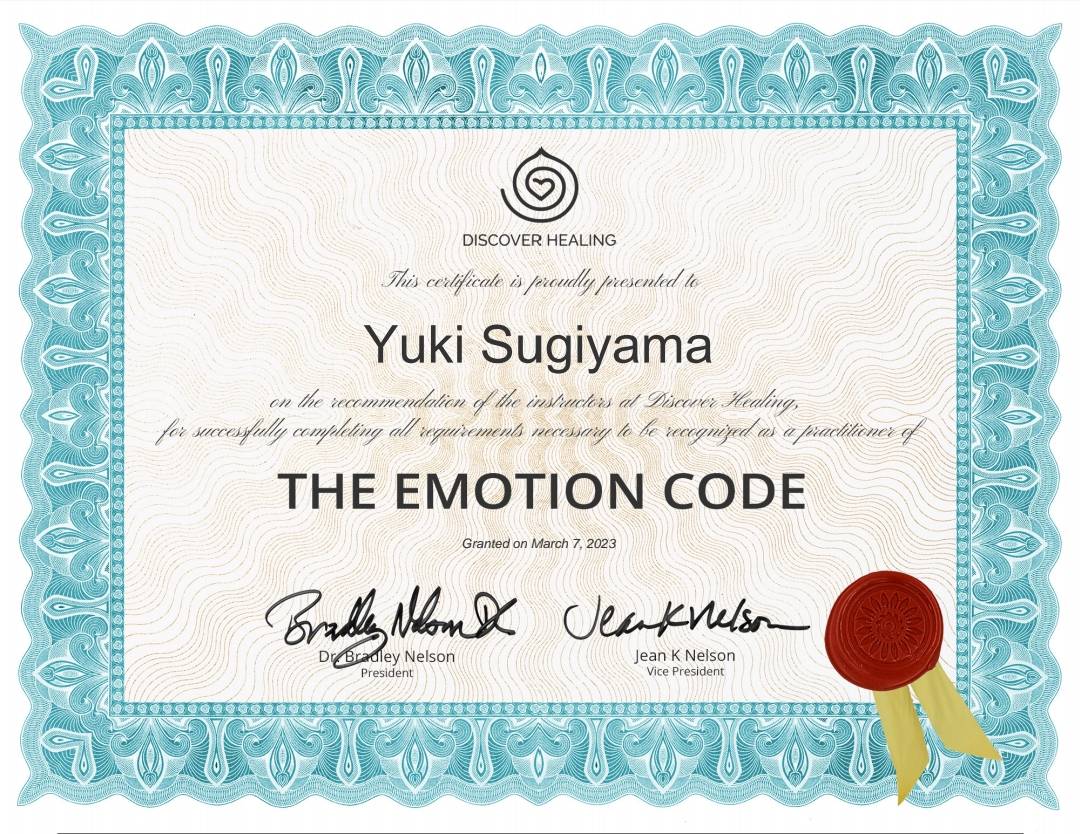 DISCOVER HEALING
This certificate is proudly presented to
Yuki Sugiyama
on the recommendation of the instructors at Discover Healing,
for successfully completing all requirements necessary to be recognized as a practitioner of
THE EMOTION CODE
Granted on March 7, 2023
Bradley Nelson DC
Jean K Nelson
Dr. Bradley Nelson
Jean K Nelson
President
Vice President